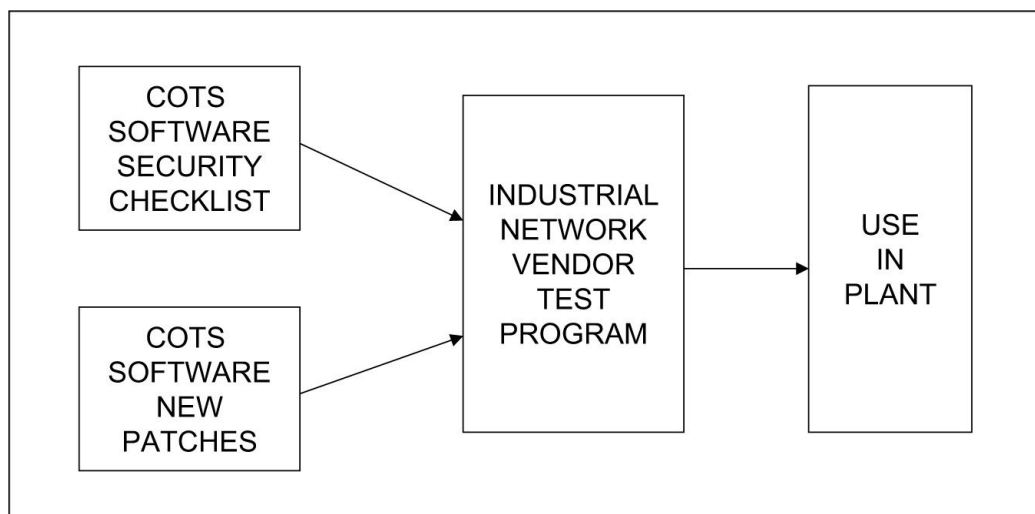 COTS
SOFTWARE
SECURITY
CHECKLIST
COTS
SOFTWARE
NEW
PATCHES
INDUSTRIAL
NETWORK
VENDOR
TEST
PROGRAM
USE
IN
PLANT